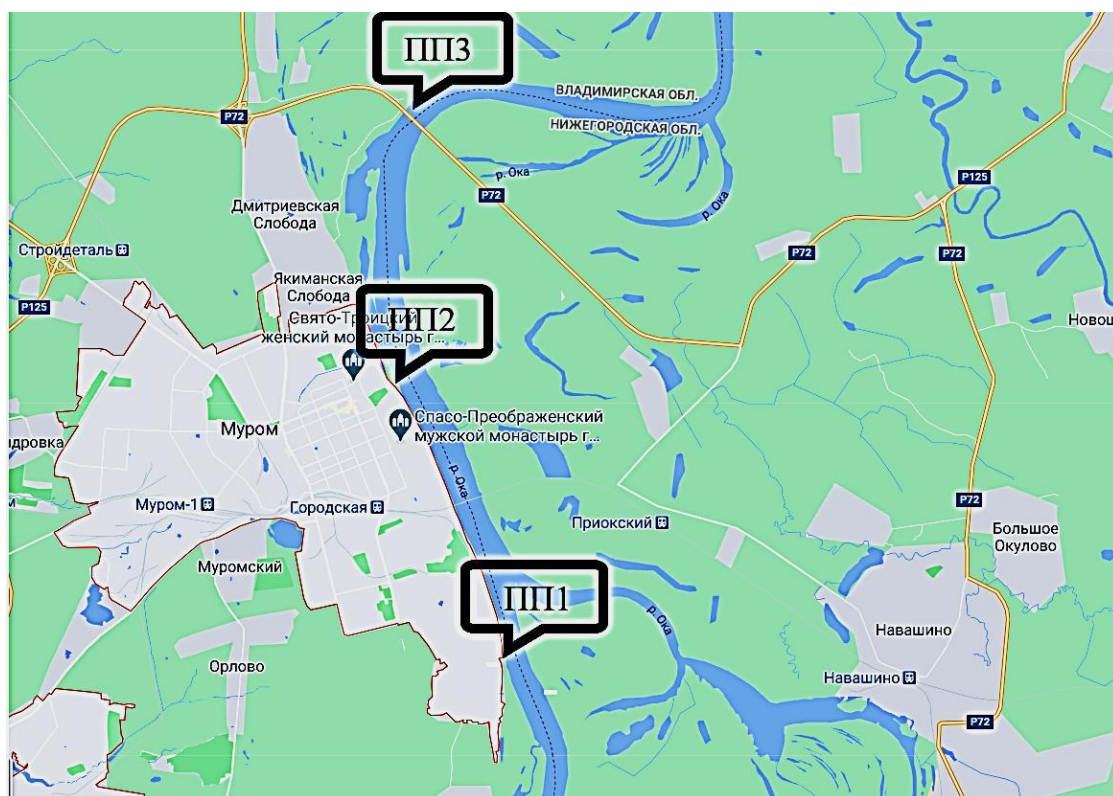 ПП3
ВЛАДИМИРСКАЯ ОБЛ.
НИЖЕГОРОДСКАЯ ОБЛ.
Р72
р. Ока
Р72
р. Ока
Р125
Дмитриевская
Слобода
Стройдеталь
Р72
Р125
Якиманская
Слобода
ПП2
Свято-Троицкий
женский монастырь г...
Новош
Спасо-Преображенский
мужской монастырь г...
Муром
ндровка
р. Ока
Муром-1
Городская
Приокский
Р72
Большое
Окулово
Муромский
ПП1
р. Ока
Навашино
Орлово
Навашино
Р72